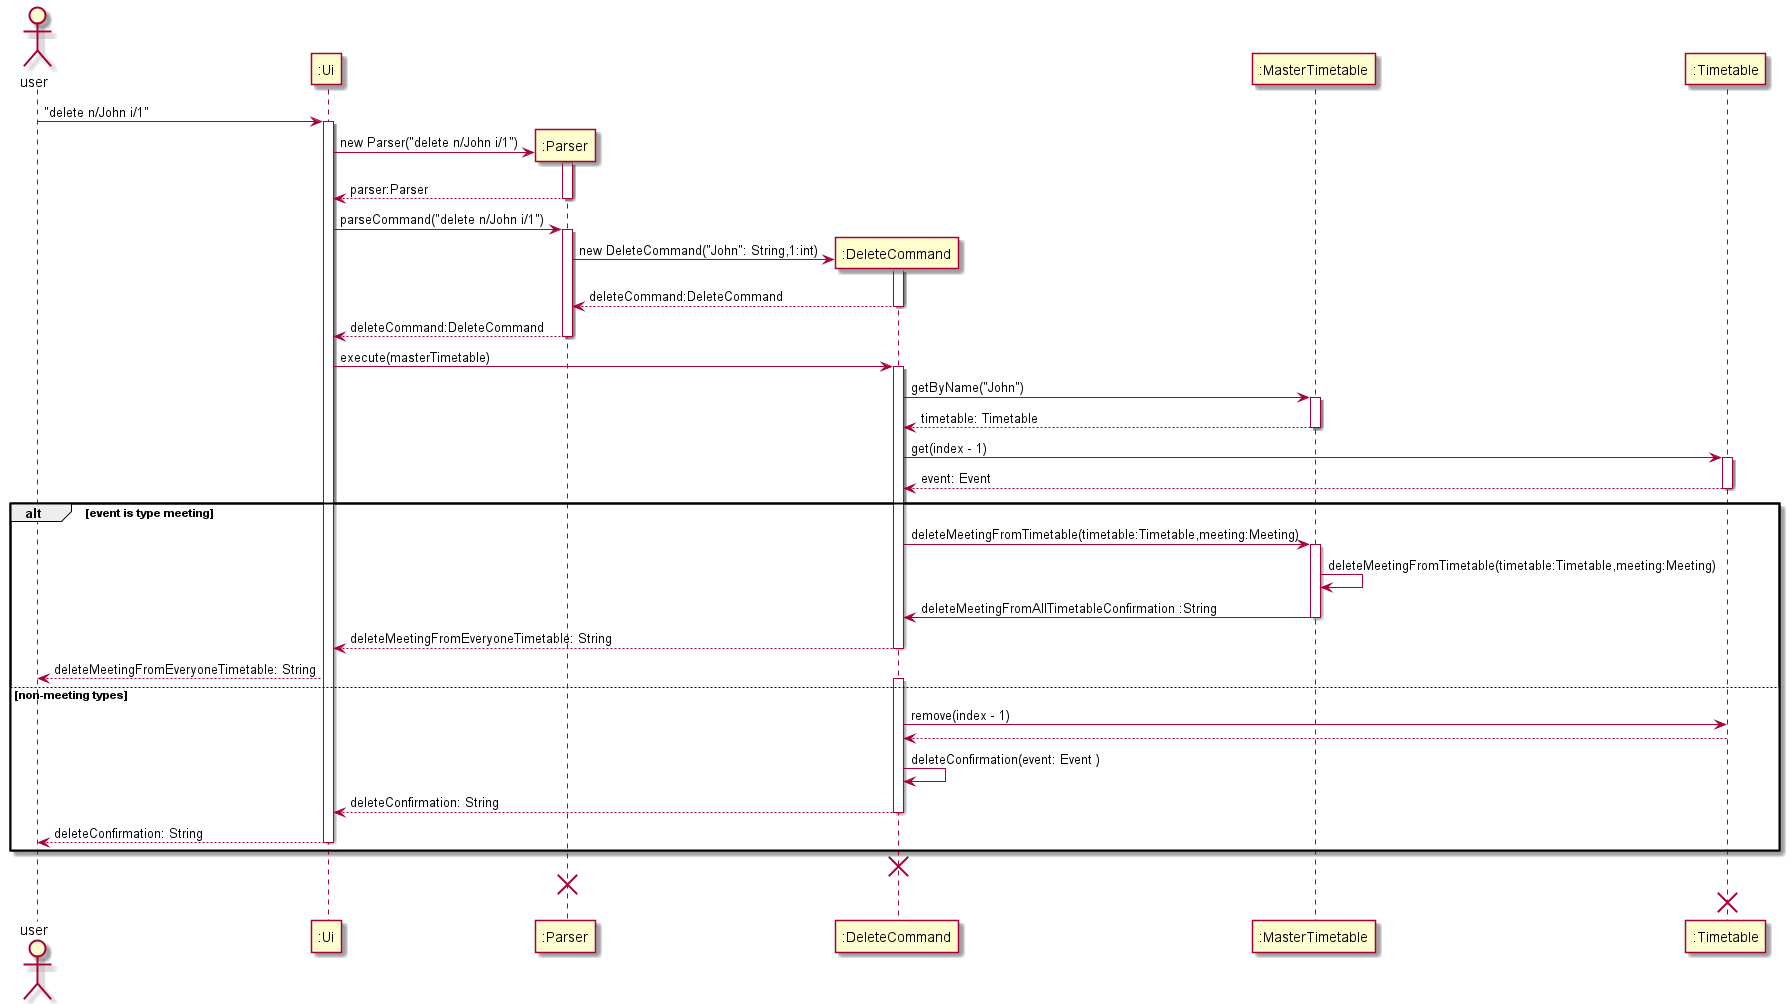 user
:Ui
:MasterTimetable
:Timetable
"delete n/John i/1"
new Parser("delete n/John i/1")
:Parser
parser:Parser
parseCommand("delete n/John i/1")
new DeleteCommand("John": String,1:int)
:DeleteCommand
deleteCommand:DeleteCommand
deleteCommand:DeleteCommand
execute(masterTimetable)
getByName("John")
timetable: Timetable
get(index - 1)
event: Event
alt [event is type meeting]
deleteMeetingFromTimetable(timetable:Timetable,meeting:Meeting)
deleteMeetingFromTimetable(timetable:Timetable,meeting:Meeting)
deleteMeetingFromAllTimetableConfirmation :String
deleteMeetingFromEveryoneTimetable: String
deleteMeetingFromEveryoneTimetable: String
[non-meeting types]
remove(index - 1)
deleteConfirmation(event: Event )
deleteConfirmation: String
deleteConfirmation: String
user
:Ui
:Parser
:DeleteCommand
:MasterTimetable
:Timetable